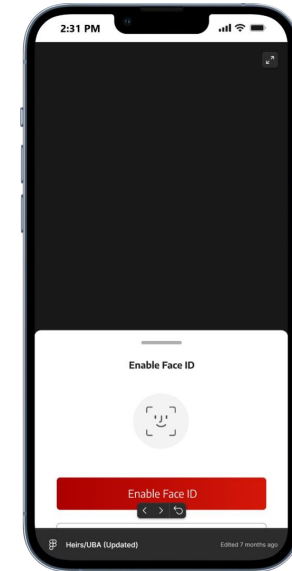 2:31 PM
Enable Face ID
Enable Face ID
Heirs/UBA (Updated) Edited 7 months ago